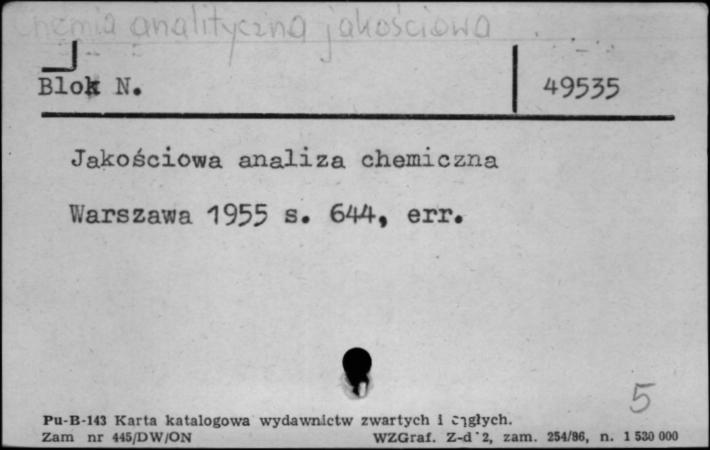 Chemia analityczna jakościowa
Blok N. 49535
Jakościowa analiza chemiczna
Warszawa 1955 s. 644, err.
5
Pu-B-143 Karta katalogowa wydawnictw zwartych i ciągłych.
Zam nr 445/DW/ON WZGraf. Z-d 2, zam. 254/86, n. 1 530 000